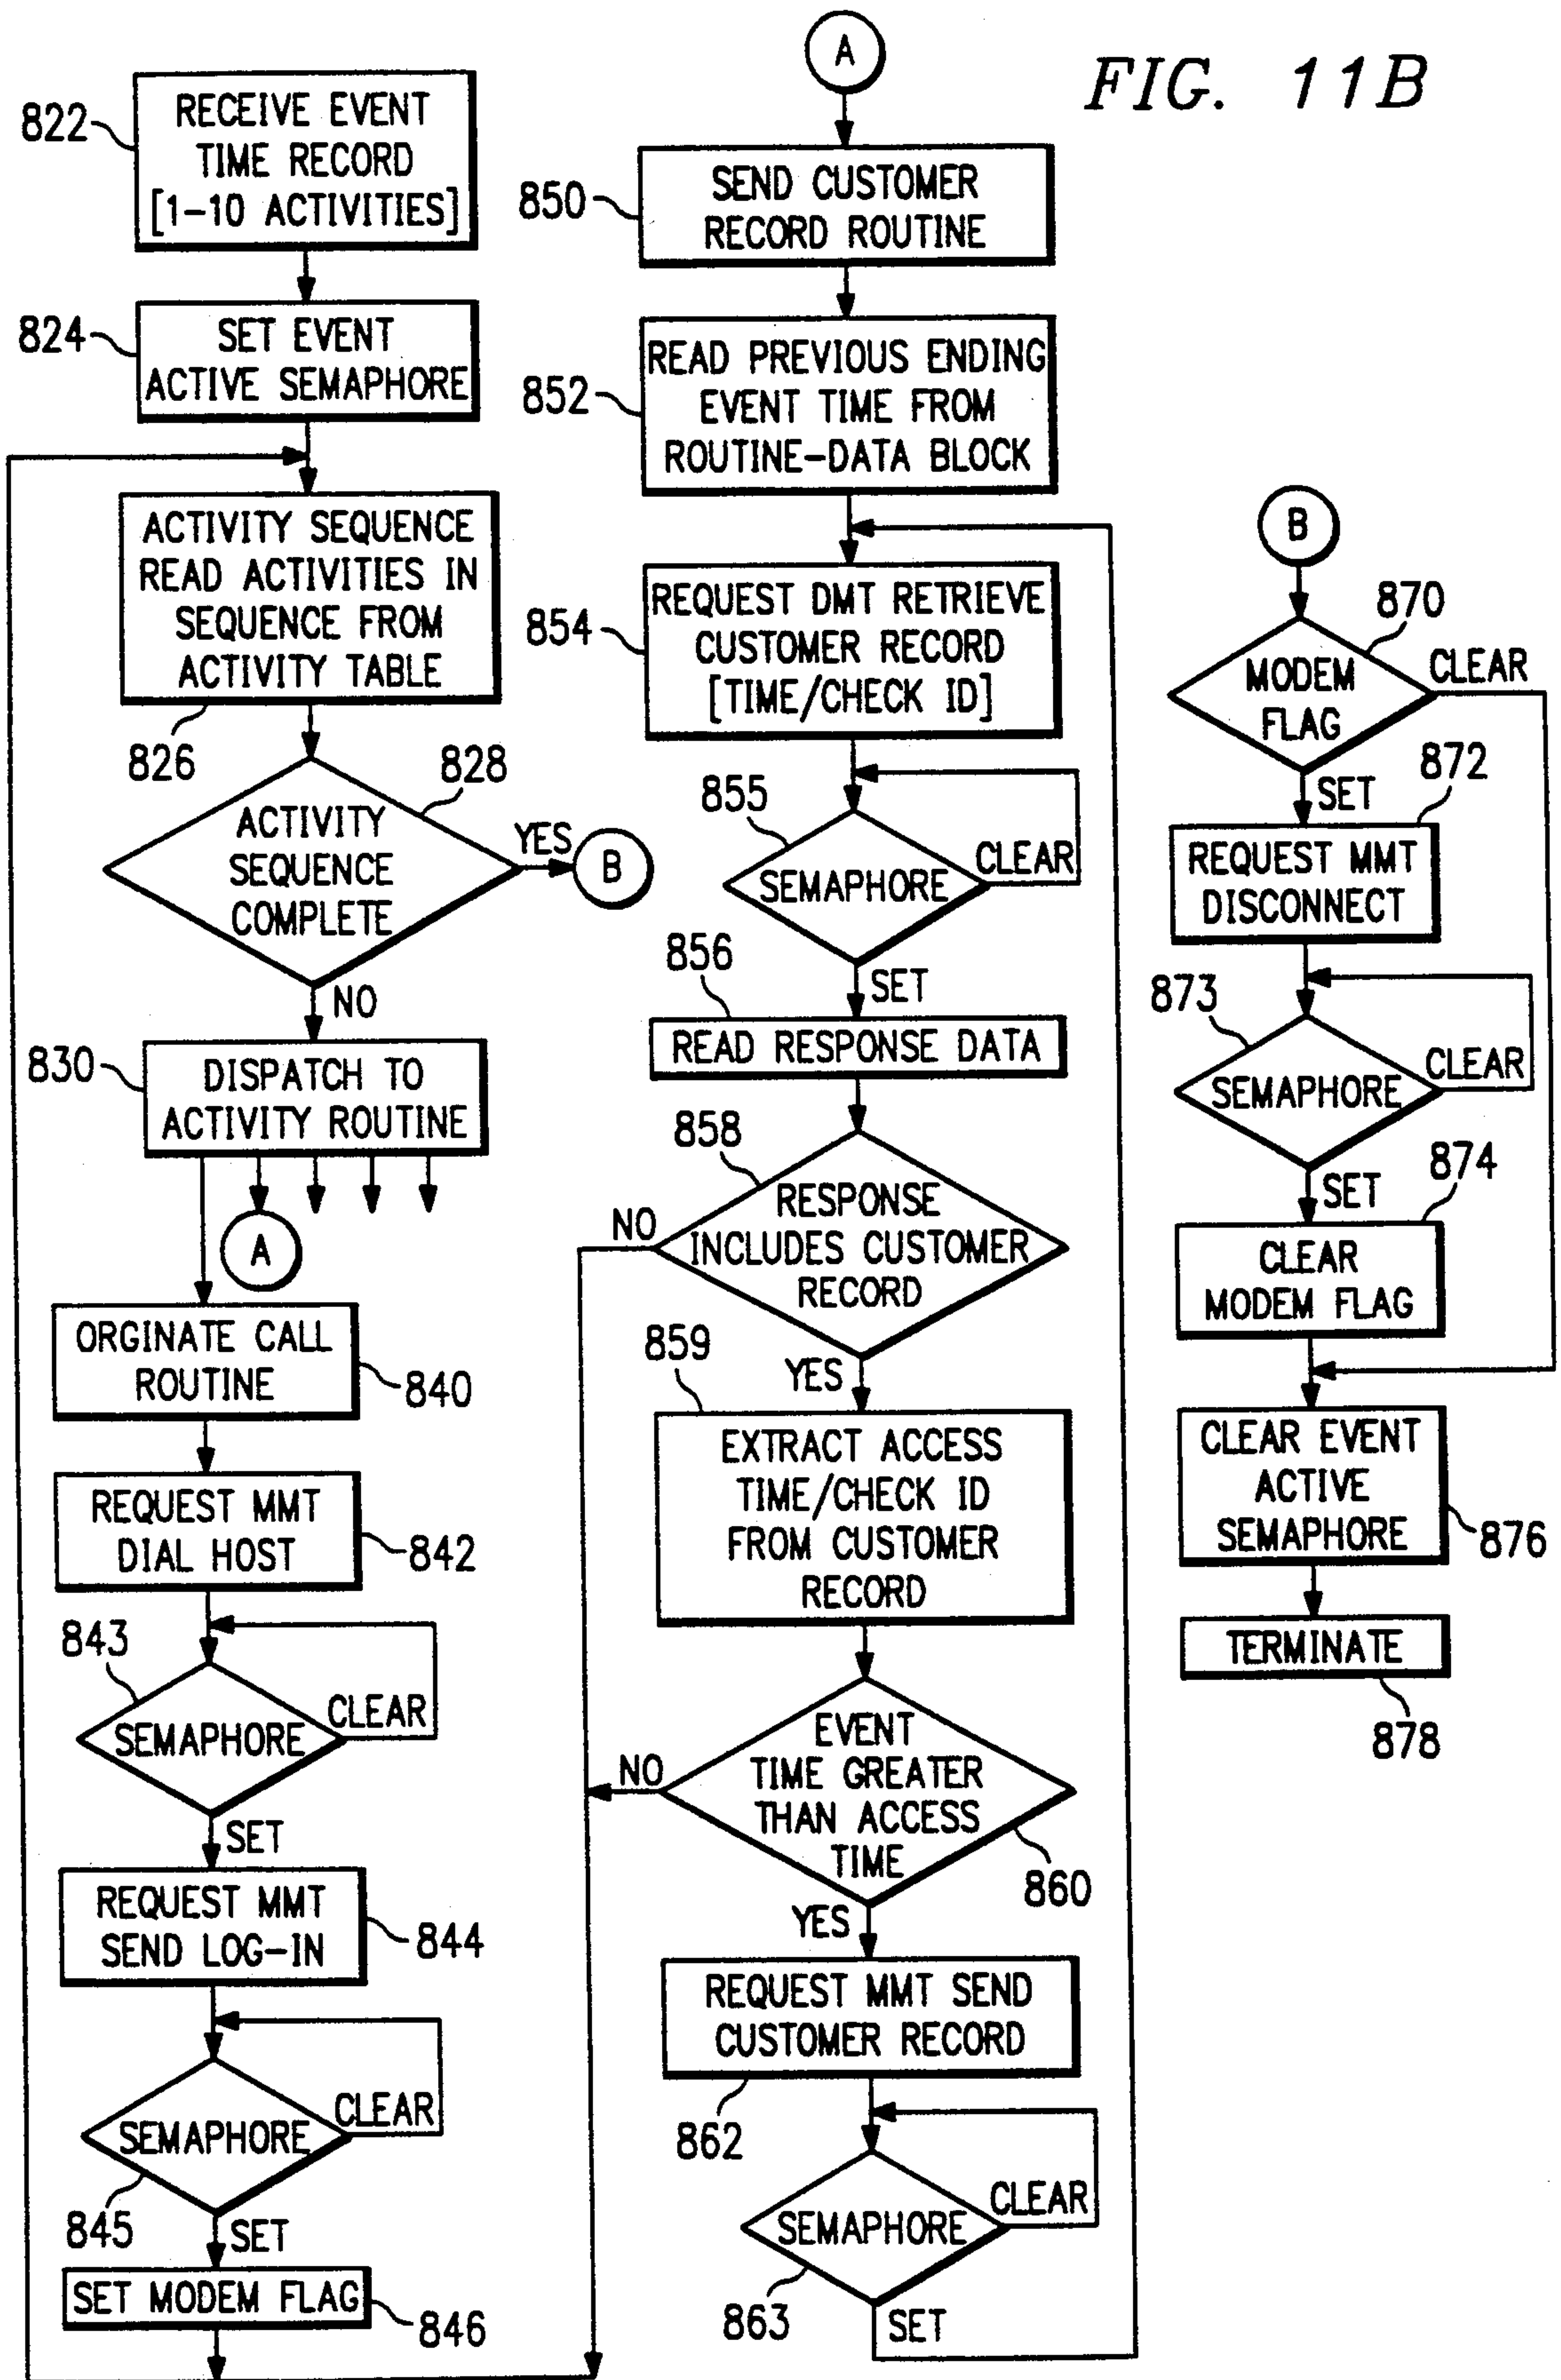 FIG. 11B
822
RECEIVE EVENT
TIME RECORD
[1-10 ACTIVITIES]
824
SET EVENT
ACTIVE SEMAPHORE
ACTIVITY SEQUENCE
READ ACTIVITIES IN
SEQUENCE FROM
ACTIVITY TABLE
826
828
ACTIVITY
SEQUENCE
COMPLETE
YES
B
NO
830
DISPATCH TO
ACTIVITY ROUTINE
A
ORGINATE CALL
ROUTINE
840
REQUEST MMT
DIAL HOST
842
843
SEMAPHORE
CLEAR
SET
REQUEST MMT
SEND LOG-IN
844
SEMAPHORE
CLEAR
845
SET
SET MODEM FLAG
846
A
850
SEND CUSTOMER
RECORD ROUTINE
852
READ PREVIOUS ENDING
EVENT TIME FROM
ROUTINE-DATA BLOCK
854
REQUEST DMT RETRIEVE
CUSTOMER RECORD
[TIME/CHECK ID]
855
SEMAPHORE
CLEAR
856
SET
READ RESPONSE DATA
858
RESPONSE
INCLUDES CUSTOMER
RECORD
NO
859
YES
EXTRACT ACCESS
TIME/CHECK ID
FROM CUSTOMER
RECORD
EVENT
TIME GREATER
THAN ACCESS
TIME
NO
860
YES
REQUEST MMT SEND
CUSTOMER RECORD
862
SEMAPHORE
CLEAR
863
SET
B
870
MODEM
FLAG
CLEAR
SET
872
REQUEST MMT
DISCONNECT
873
SEMAPHORE
CLEAR
SET
874
CLEAR
MODEM FLAG
CLEAR EVENT
ACTIVE
SEMAPHORE
876
TERMINATE
878